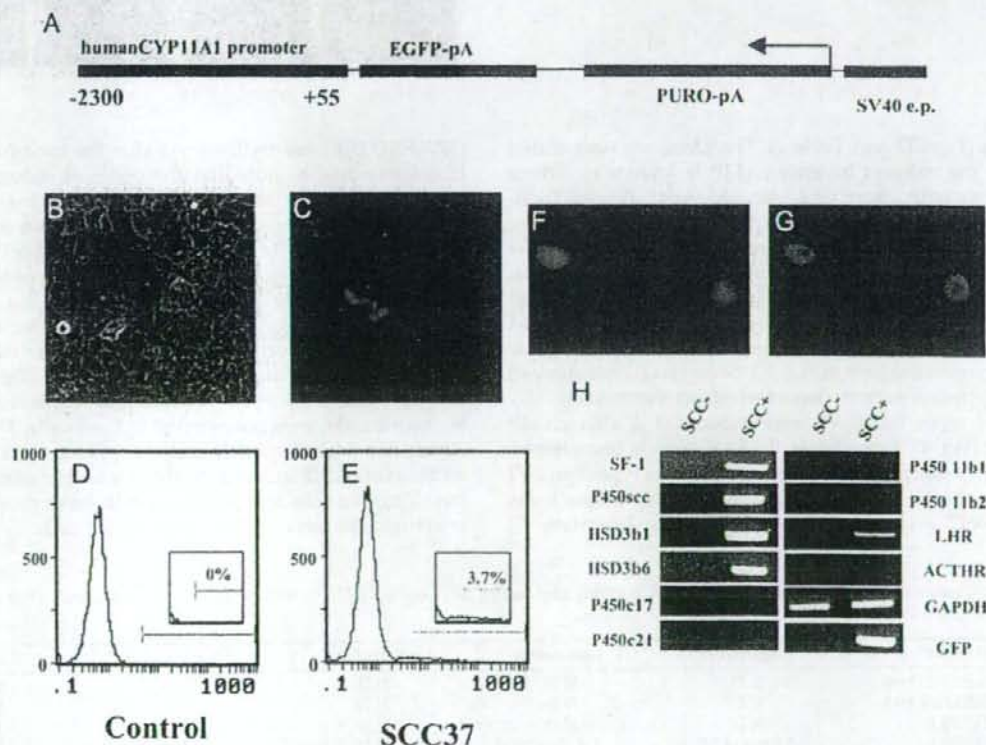 A
humanCYP11A1 promoter
EGFP-pA
-2300
+55
PURO-pA
SV40 e.p.
B
C
F
G
H
SCC-
SCC+
SCC-
SCC+
SF-1
P450 11b1
P450scc
P450 11b2
HSD3b1
LHR
HSD3b6
ACTHR
P450c17
GAPDH
P450c21
GFP
1000
D
500
0%
0
.1
1000
Control
1000
E
500
3.7%
0
.1
1000
SCC37